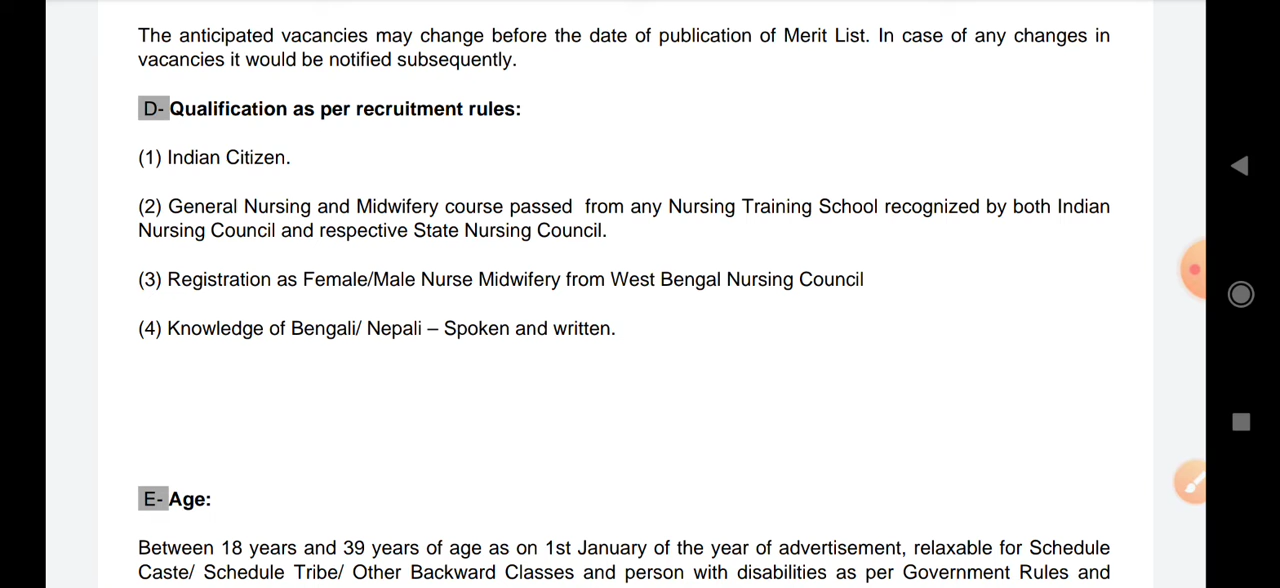 The anticipated vacancies may change before the date of publication of Merit List. In case of any changes in
vacancies it would be notified subsequently.
D- Qualification as per recruitment rules:
(1) Indian Citizen.
(2) General Nursing and Midwifery course passed from any Nursing Training School recognized by both Indian
Nursing Council and respective State Nursing Council.
(3) Registration as Female/Male Nurse Midwifery from West Bengal Nursing Council
(4) Knowledge of Bengali/ Nepali – Spoken and written.
E- Age:
Between 18 years and 39 years of age as on 1st January of the year of advertisement, relaxable for Schedule
Caste/ Schedule Tribe/ Other Backward Classes and person with disabilities as per Government Rules and